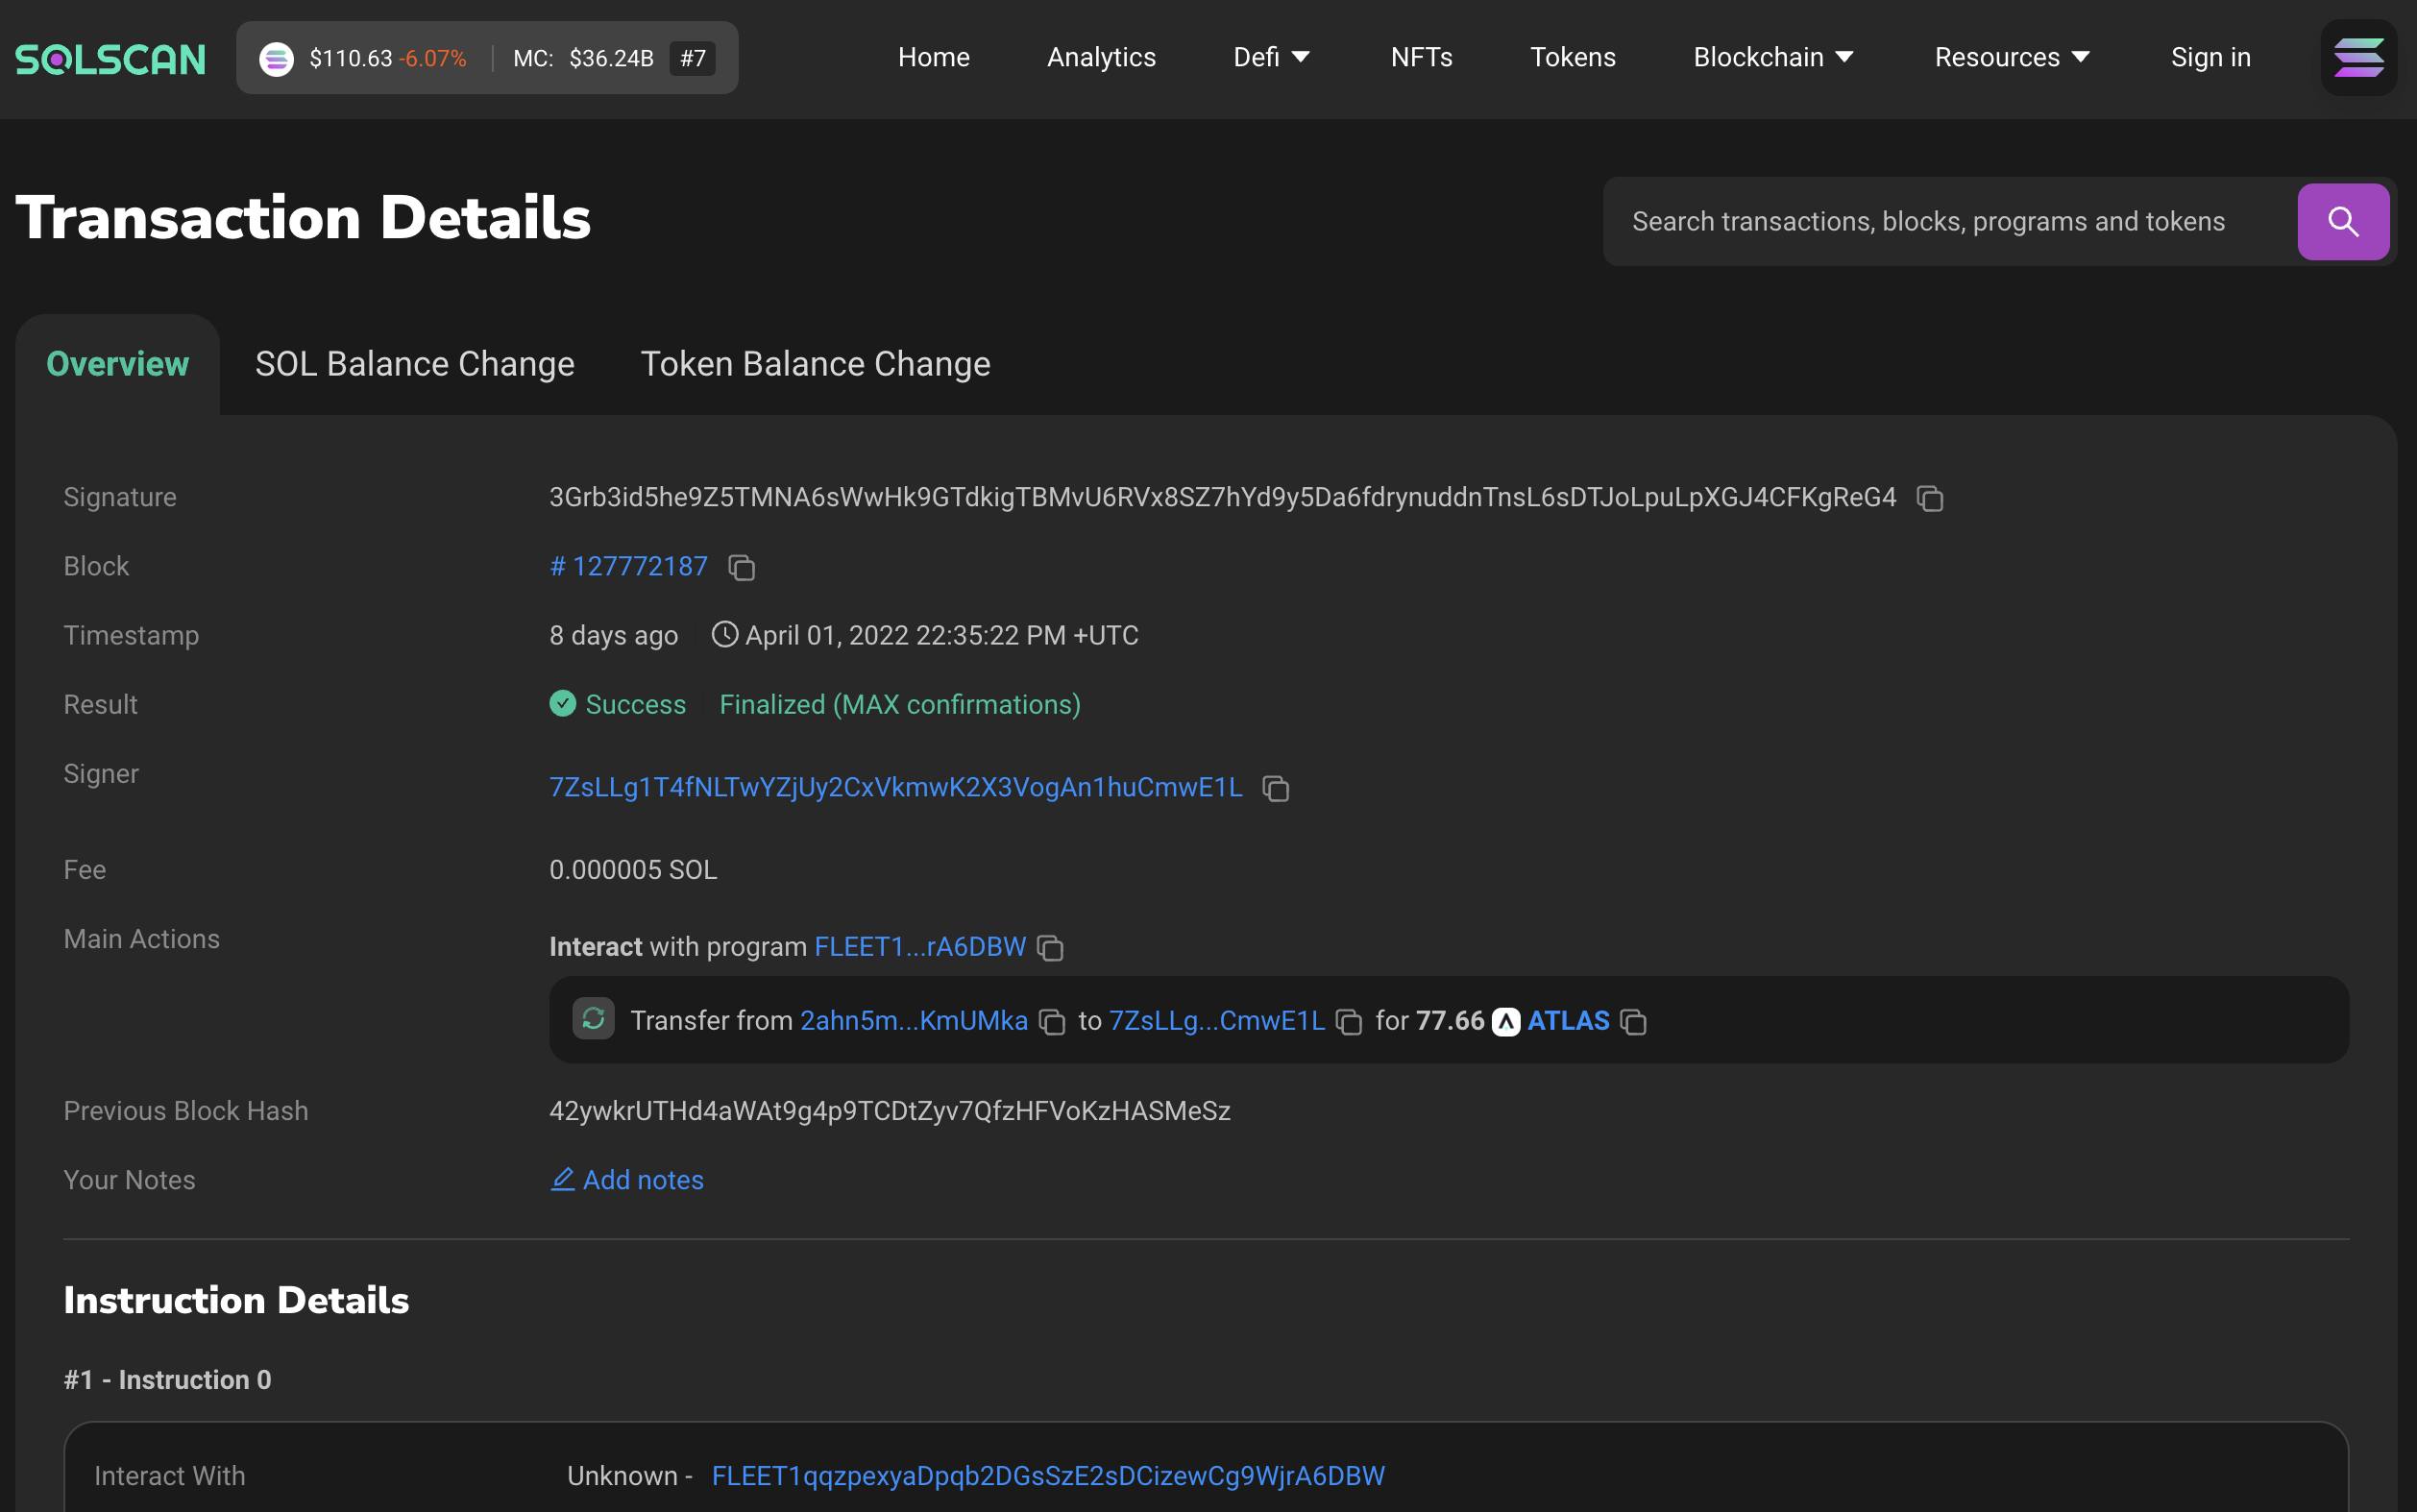 SOLSCAN $110.63 -6.07% MC: $36.24B #7 Home Analytics Defi NFTs Tokens Blockchain Resources Sign in
Transaction Details
Search transactions, blocks, programs and tokens
Overview SOL Balance Change Token Balance Change
Signature 3Grb3id5he9Z5TMNA6sWwHk9GTdkigTBMvU6RVx8SZ7hYd9y5Da6fdrynuddnTnsL6sDTJoLpuLpXGJ4CFKgReG4
Block # 127772187
Timestamp 8 days ago April 01, 2022 22:35:22 PM +UTC
Result Success Finalized (MAX confirmations)
Signer 7ZsLLg1T4fNLTwYZjUy2CxVkmwK2X3VogAn1huCmwE1L
Fee 0.000005 SOL
Main Actions Interact with program FLEET1...rA6DBW
Transfer from 2ahn5m...KmUMka to 7ZsLLg...CmwE1L for 77.66 ATLAS
Previous Block Hash 42ywkrUTHd4aWAt9g4p9TCDtZyv7QfzHFVoKzHASMeSz
Your Notes Add notes
Instruction Details
#1 - Instruction 0
Interact With Unknown - FLEET1qqzpexyaDpqb2DGsSzE2sDCizewCg9WjrA6DBW